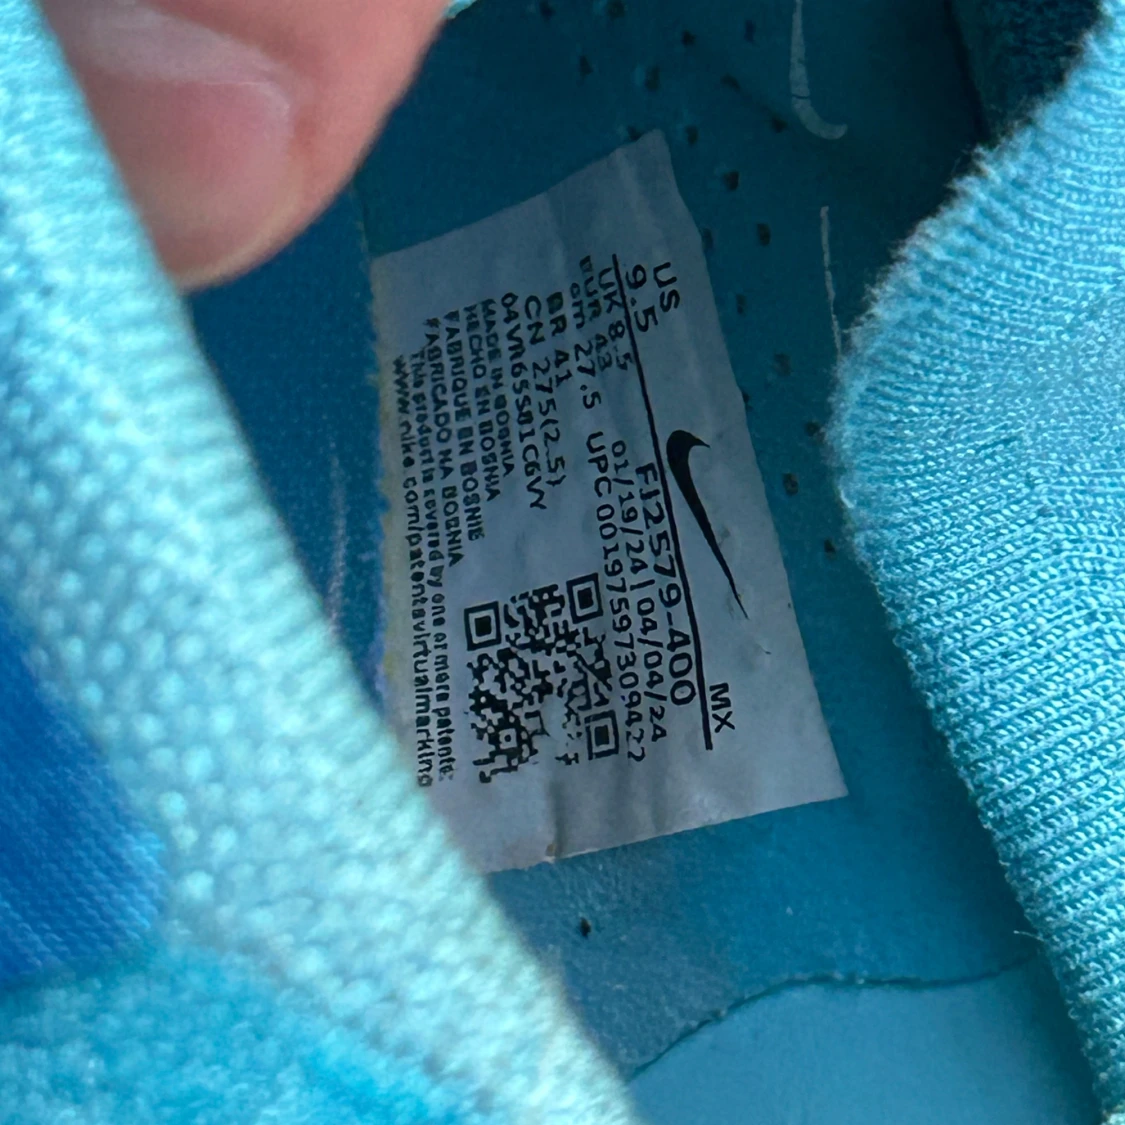 US
9.5
UK 8.5
EUR 43
cm 27.5
BR 41
CN 275(2.5)
MX
FJ2579-400
01/19/24 | 04/04/24
UPC 00197597309422
04VR65S01C6VY
MADE IN BOSNIA
HECHO EN BOSNIA
FABRIQUE EN BOSNIE
FABRICADO NA BOSNIA
This product is covered by one or more patents:
www.nike.com/patentsvirtualmarking